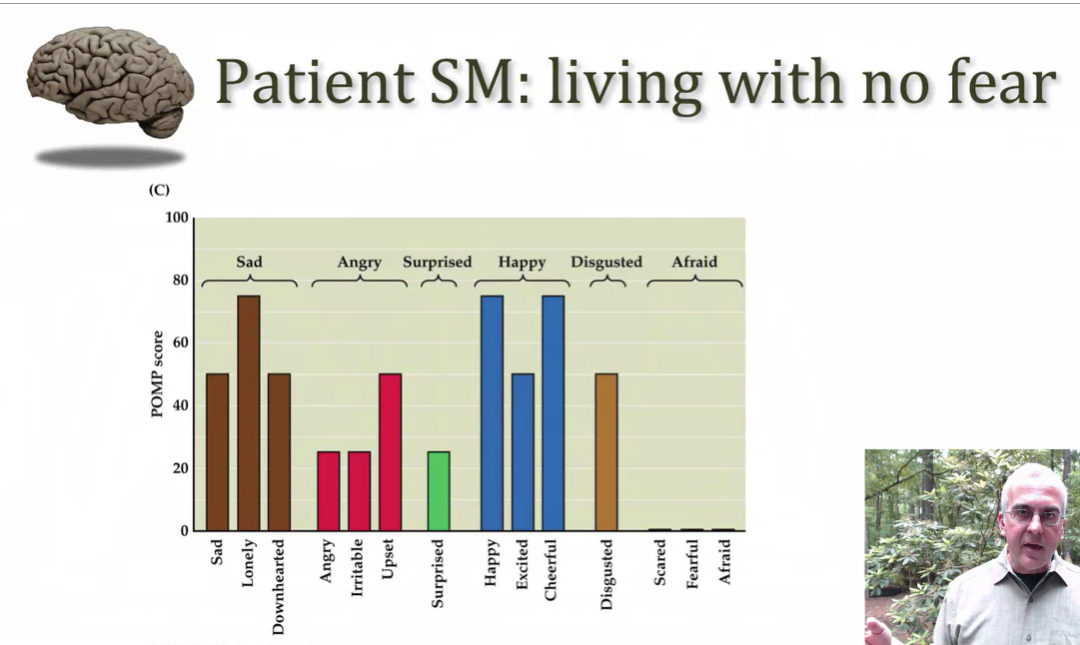 Patient SM: living with no fear
(C)
100
80
60
40
20
0
POMP score
Sad
Angry
Surprised
Happy
Disgusted
Afraid
Sad
Lonely
Downhearted
Angry
Irritable
Upset
Surprised
Happy
Excited
Cheerful
Disgusted
Scared
Fearful
Afraid